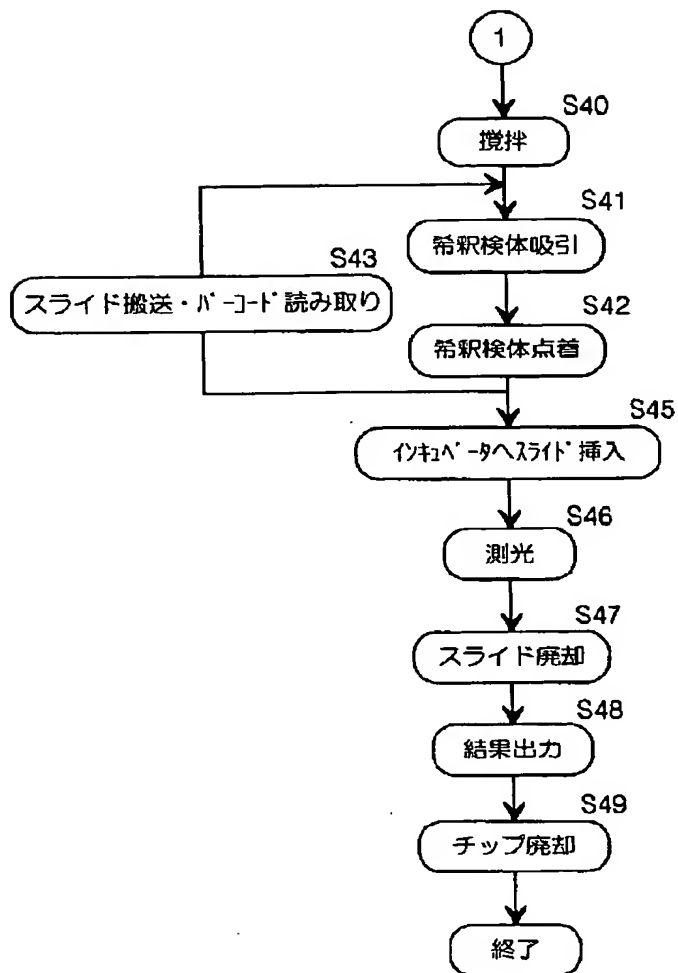 1
S40
撹拌
S41
希釈検体吸引
S43
スライド搬送・バーコード読み取り
S42
希釈検体点着
S45
インキュベータへスライド挿入
S46
測光
S47
スライド廃却
S48
結果出力
S49
チップ廃却
終了